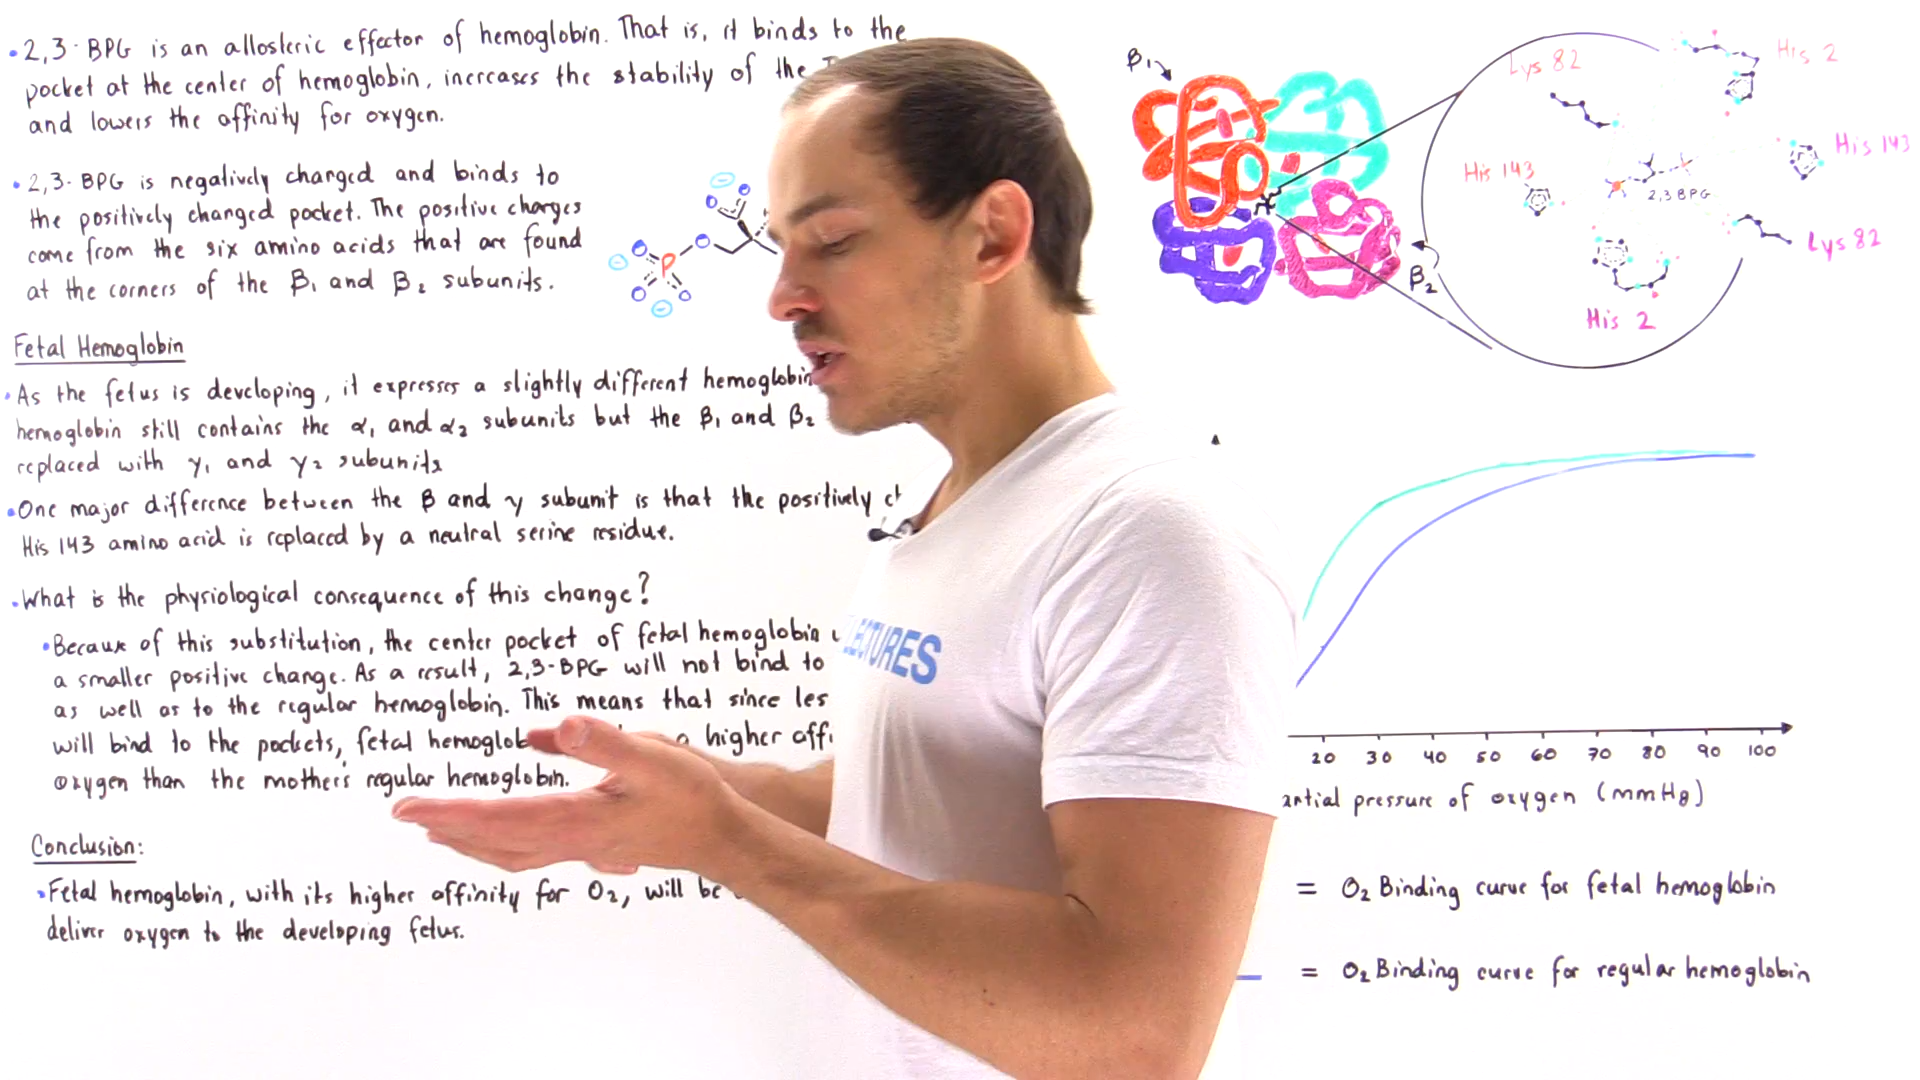 • 2,3-BPG is an allosteric effector of hemoglobin. That is, it binds to the
pocket at the center of hemoglobin, increases the stability of the
and lowers the affinity for oxygen.
• 2,3-BPG is negatively charged and binds to
the positively charged pocket. The positive charges
come from the six amino acids that are found
at the corners of the β₁ and β₂ subunits.
P
Fetal Hemoglobin
• As the fetus is developing, it expresses a slightly different hemoglobin
hemoglobin still contains the α₁ and α₂ subunits but the β₁ and β₂
replaced with γ₁ and γ₂ subunits
• One major difference between the β and γ subunit is that the positively
His 143 amino acid is replaced by a neutral serine residue.
• What is the physiological consequence of this change?
• Because of this substitution, the center pocket of fetal hemoglobin
a smaller positive charge. As a result, 2,3-BPG will not bind to
as well as to the regular hemoglobin. This means that since
will bind to the pockets, fetal a higher
oxygen than the mother's regular hemoglobin.
Conclusion:
• Fetal hemoglobin, with its higher affinity for O₂, will be
deliver oxygen to the developing fetus.
LECTURES
β₁
β₂
Lys 82
His 2
His 143
His 143
2,3 BPG
Lys 82
His 2
20 30 40 50 60 70 80 90 100
pressure of oxygen (mmHg)
= O₂ Binding curve for fetal hemoglobin
= O₂ Binding curve for regular hemoglobin